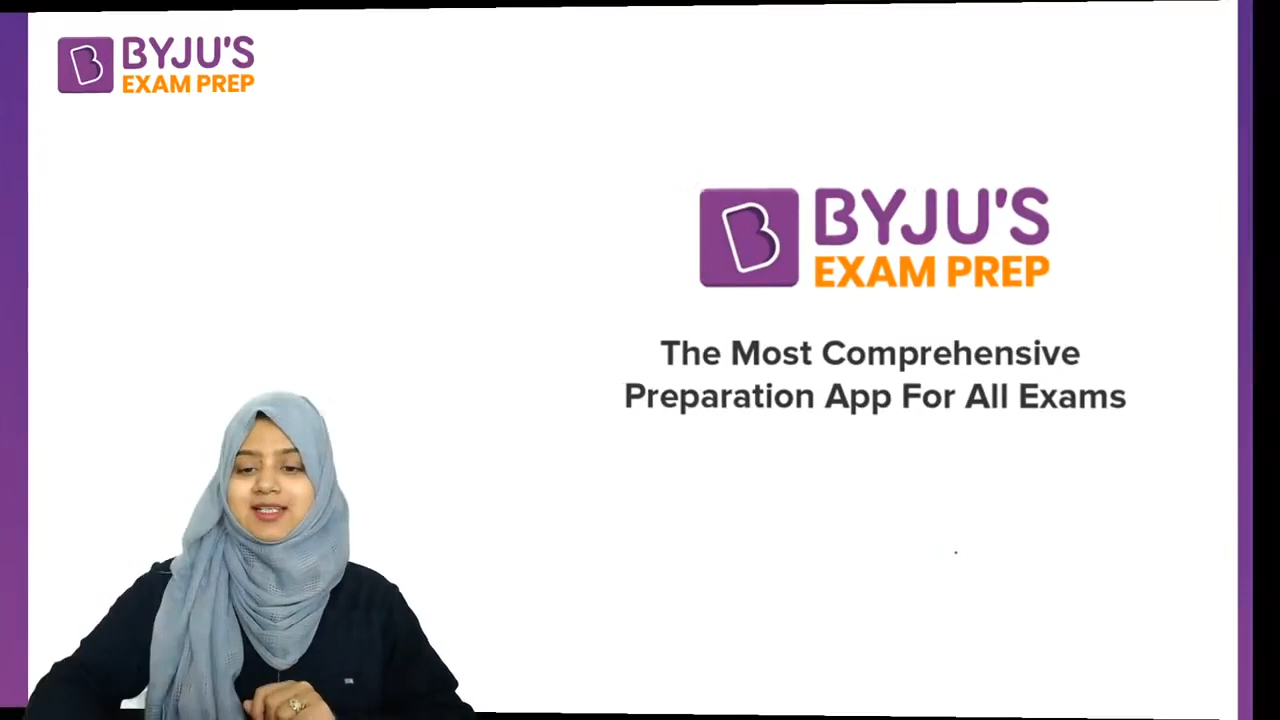 BYJU'S
EXAM PREP
BYJU'S
EXAM PREP
The Most Comprehensive
Preparation App For All Exams